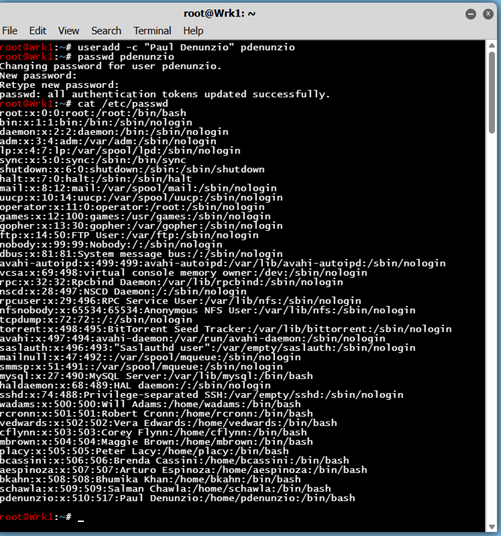 root@Wrk1: ~
File Edit View Search Terminal Help
root@Wrk1:~# useradd -c "Paul Denunzio" pdenunzio
root@Wrk1:~# passwd pdenunzio
Changing password for user pdenunzio.
New password:
Retype new password:
passwd: all authentication tokens updated successfully.
root@Wrk1:~# cat /etc/passwd
root:x:0:0:root:/root:/bin/bash
bin:x:1:1:bin:/bin:/sbin/nologin
daemon:x:2:2:daemon:/bin:/sbin/nologin
adm:x:3:4:adm:/var/adm:/sbin/nologin
lp:x:4:7:lp:/var/spool/lpd:/sbin/nologin
sync:x:5:0:sync:/sbin:/bin/sync
shutdown:x:6:0:shutdown:/sbin:/sbin/shutdown
halt:x:7:0:halt:/sbin:/sbin/halt
mail:x:8:12:mail:/var/spool/mail:/sbin/nologin
uucp:x:10:14:uucp:/var/spool/uucp:/sbin/nologin
operator:x:11:0:operator:/root:/sbin/nologin
games:x:12:100:games:/usr/games:/sbin/nologin
gopher:x:13:30:gopher:/var/gopher:/sbin/nologin
ftp:x:14:50:FTP User:/var/ftp:/sbin/nologin
nobody:x:99:99:Nobody:/:/sbin/nologin
dbus:x:81:81:System message bus:/:/sbin/nologin
avahi-autoipd:x:499:499:avahi-autoipd:/var/lib/avahi-autoipd:/sbin/nologin
vcsa:x:69:498:virtual console memory owner:/dev:/sbin/nologin
rpc:x:32:32:Rpcbind Daemon:/var/lib/rpcbind:/sbin/nologin
nscd:x:28:497:NSCD Daemon:/:/sbin/nologin
rpcuser:x:29:496:RPC Service User:/var/lib/nfs:/sbin/nologin
nfsnobody:x:65534:65534:Anonymous NFS User:/var/lib/nfs:/sbin/nologin
tcpdump:x:72:72::/:/sbin/nologin
torrent:x:498:495:BitTorrent Seed Tracker:/var/lib/bittorrent:/sbin/nologin
avahi:x:497:494:avahi-daemon:/var/run/avahi-daemon:/sbin/nologin
saslauth:x:496:493:"Saslauthd user":/var/empty/saslauth:/sbin/nologin
mailnull:x:47:492::/var/spool/mqueue:/sbin/nologin
smmsp:x:51:491::/var/spool/mqueue:/sbin/nologin
mysql:x:27:490:MySQL Server:/var/lib/mysql:/bin/bash
haldaemon:x:68:489:HAL daemon:/:/sbin/nologin
sshd:x:74:488:Privilege-separated SSH:/var/empty/sshd:/sbin/nologin
wadams:x:500:500:Will Adams:/home/wadams:/bin/bash
rcronn:x:501:501:Robert Cronn:/home/rcronn:/bin/bash
vedwards:x:502:502:Vera Edwards:/home/vedwards:/bin/bash
cflynn:x:503:503:Corey Flynn:/home/cflynn:/bin/bash
mbrown:x:504:504:Maggie Brown:/home/mbrown:/bin/bash
placy:x:505:505:Peter Lacy:/home/placy:/bin/bash
bcassini:x:506:506:Brenda Cassini:/home/bcassini:/bin/bash
aespinoza:x:507:507:Arturo Espinoza:/home/aespinoza:/bin/bash
bkahn:x:508:508:Bhumika Khan:/home/bkahn:/bin/bash
schawla:x:509:509:Salman Chawla:/home/schawla:/bin/bash
pdenunzio:x:510:517:Paul Denunzio:/home/pdenunzio:/bin/bash
root@Wrk1:~# _